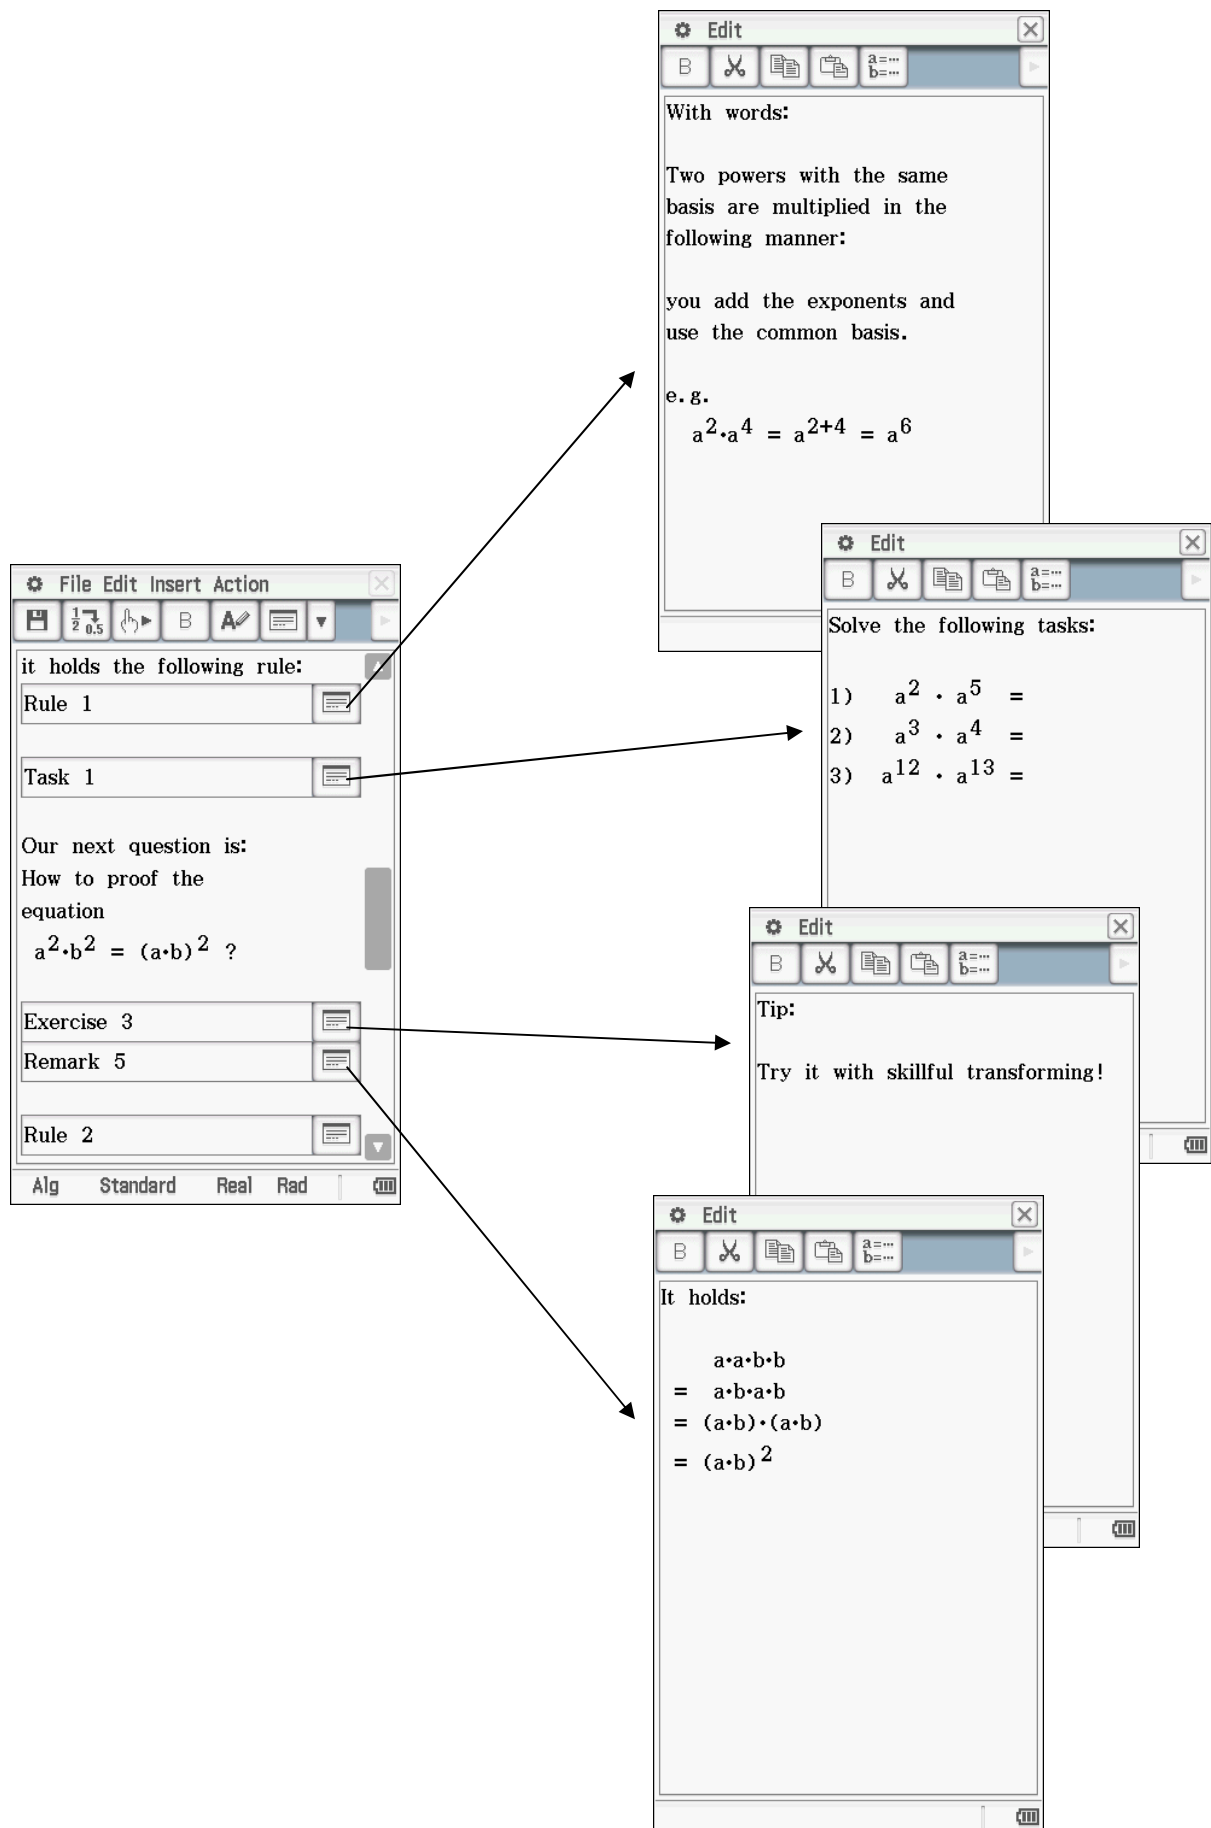 File Edit Insert Action
1/2 0.5 B A
it holds the following rule:
Rule 1
Task 1
Our next question is:
How to proof the
equation
a²·b² = (a·b)² ?
Exercise 3
Remark 5
Rule 2
Alg Standard Real Rad
Edit
B a=… b=…
With words:
Two powers with the same
basis are multiplied in the
following manner:
you add the exponents and
use the common basis.
e.g.
a²·a⁴ = a²⁺⁴ = a⁶
Edit
B a=… b=…
Solve the following tasks:
1) a² · a⁵ =
2) a³ · a⁴ =
3) a¹² · a¹³ =
Edit
B a=… b=…
Tip:
Try it with skillful transforming!
Edit
B a=… b=…
It holds:
a·a·b·b
= a·b·a·b
= (a·b)·(a·b)
= (a·b)²